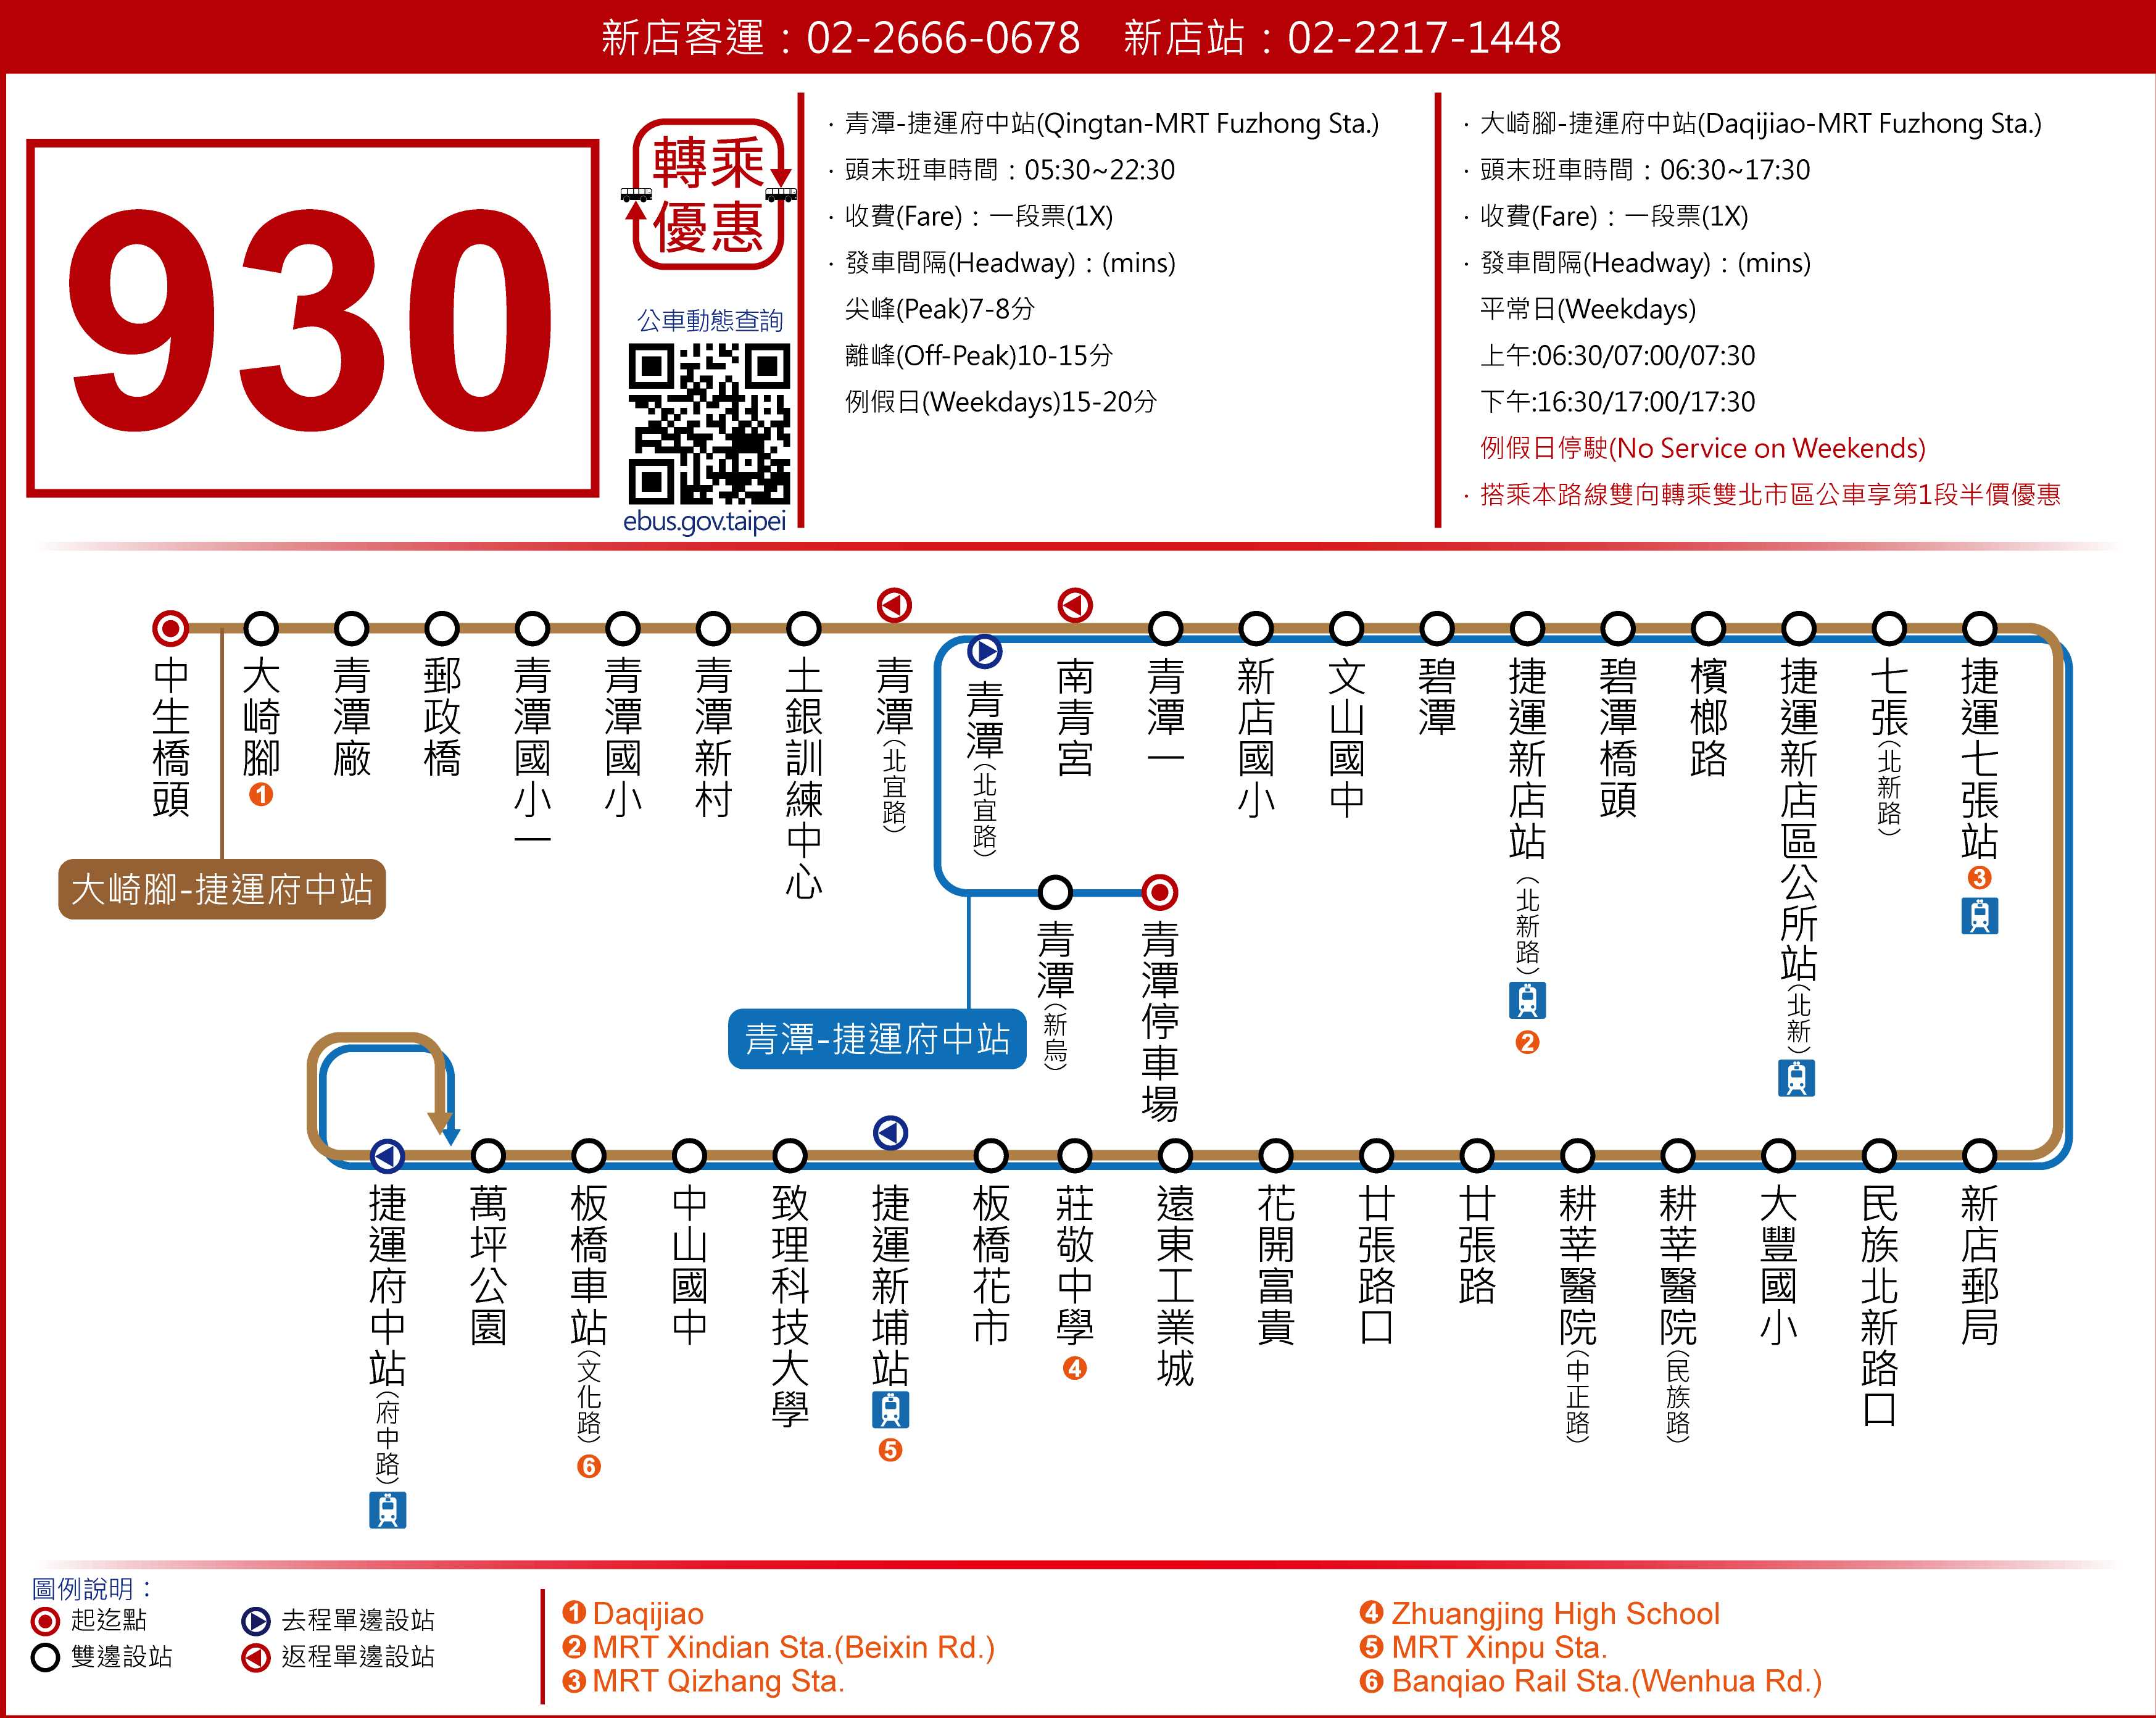 新店客運：02-2666-0678　新店站：02-2217-1448
930
轉乘
優惠
公車動態查詢
ebus.gov.taipei
· 青潭-捷運府中站(Qingtan-MRT Fuzhong Sta.)
· 頭末班車時間：05:30~22:30
· 收費(Fare)：一段票(1X)
· 發車間隔(Headway)：(mins)
尖峰(Peak)7-8分
離峰(Off-Peak)10-15分
例假日(Weekdays)15-20分
· 大崎腳-捷運府中站(Daqijiao-MRT Fuzhong Sta.)
· 頭末班車時間：06:30~17:30
· 收費(Fare)：一段票(1X)
· 發車間隔(Headway)：(mins)
平常日(Weekdays)
上午:06:30/07:00/07:30
下午:16:30/17:00/17:30
例假日停駛(No Service on Weekends)
· 搭乘本路線雙向轉乘雙北市區公車享第1段半價優惠
中生橋頭
大崎腳 1
青潭廠
郵政橋
青潭國小一
青潭國小
青潭新村
土銀訓練中心
青潭(北宜路)
青潭(北宜路)
南青宮
青潭一
新店國小
文山國中
碧潭
捷運新店站(北新路) 2
碧潭橋頭
檳榔路
捷運新店區公所站(北新)
七張(北新路)
捷運七張站 3
大崎腳-捷運府中站
青潭(新烏)
青潭停車場
青潭-捷運府中站
捷運府中站(府中路)
萬坪公園
板橋車站(文化路) 6
中山國中
致理科技大學
捷運新埔站 5
板橋花市
莊敬中學 4
遠東工業城
花開富貴
廿張路口
廿張路
耕莘醫院(中正路)
耕莘醫院(民族路)
大豐國小
民族北新路口
新店郵局
圖例說明：
起迄點
去程單邊設站
雙邊設站
返程單邊設站
1 Daqijiao
2 MRT Xindian Sta.(Beixin Rd.)
3 MRT Qizhang Sta.
4 Zhuangjing High School
5 MRT Xinpu Sta.
6 Banqiao Rail Sta.(Wenhua Rd.)